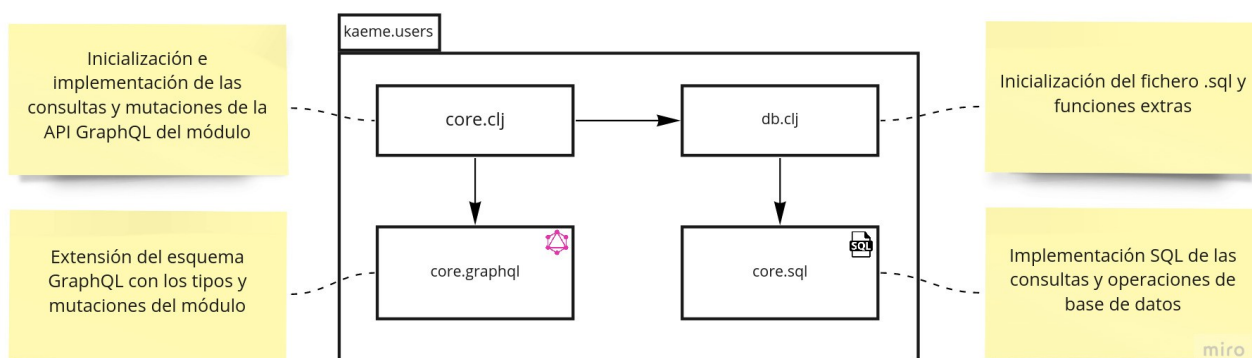 kaeme.users
Inicialización e
implementación de las
consultas y mutaciones de la
API GraphQL del módulo
core.clj
db.clj
Inicialización del fichero .sql y
funciones extras
Extensión del esquema
GraphQL con los tipos y
mutaciones del módulo
core.graphql
SQL
core.sql
Implementación SQL de las
consultas y operaciones de
base de datos
miro